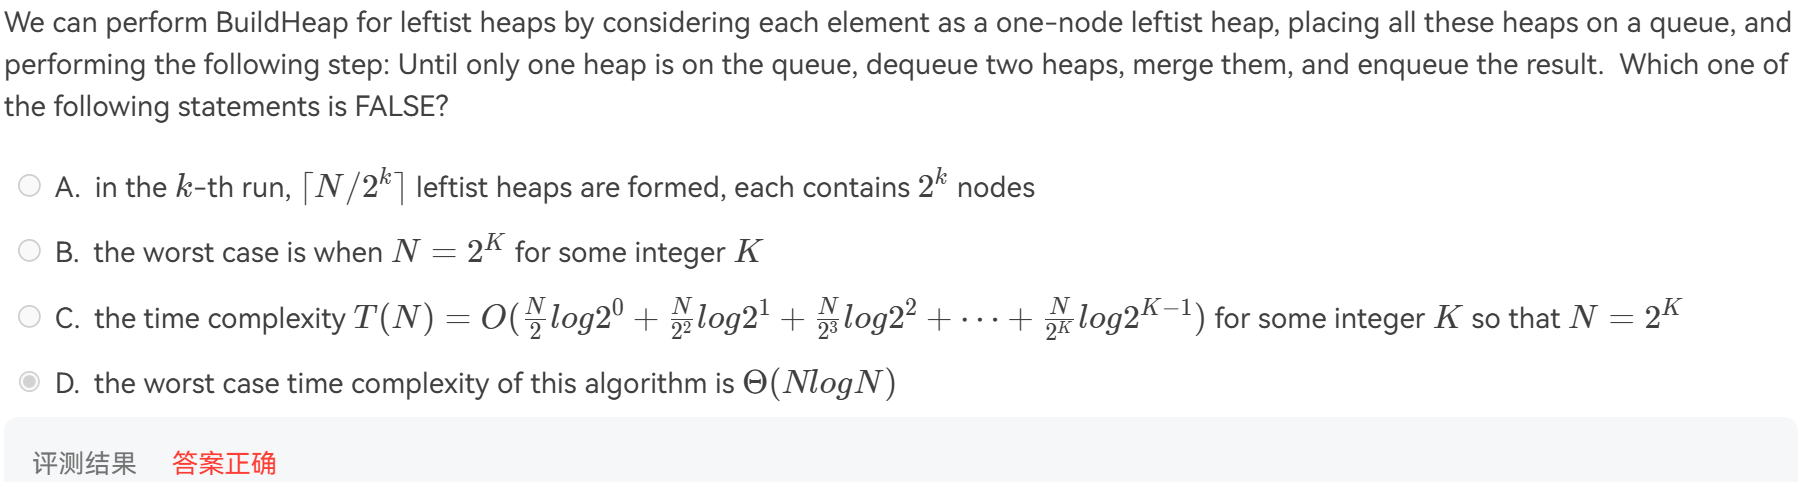 We can perform BuildHeap for leftist heaps by considering each element as a one-node leftist heap, placing all these heaps on a queue, and
performing the following step: Until only one heap is on the queue, dequeue two heaps, merge them, and enqueue the result. Which one of
the following statements is FALSE?
A. in the k-th run, ⌈N/2^k⌉ leftist heaps are formed, each contains 2^k nodes
B. the worst case is when N = 2^K for some integer K
C. the time complexity T(N) = O(\frac{N}{2}log2^0 + \frac{N}{2^2}log2^1 + \frac{N}{2^3}log2^2 + ⋯ + \frac{N}{2^K}log2^{K−1}) for some integer K so that N = 2^K
D. the worst case time complexity of this algorithm is Θ(NlogN)
评测结果 答案正确